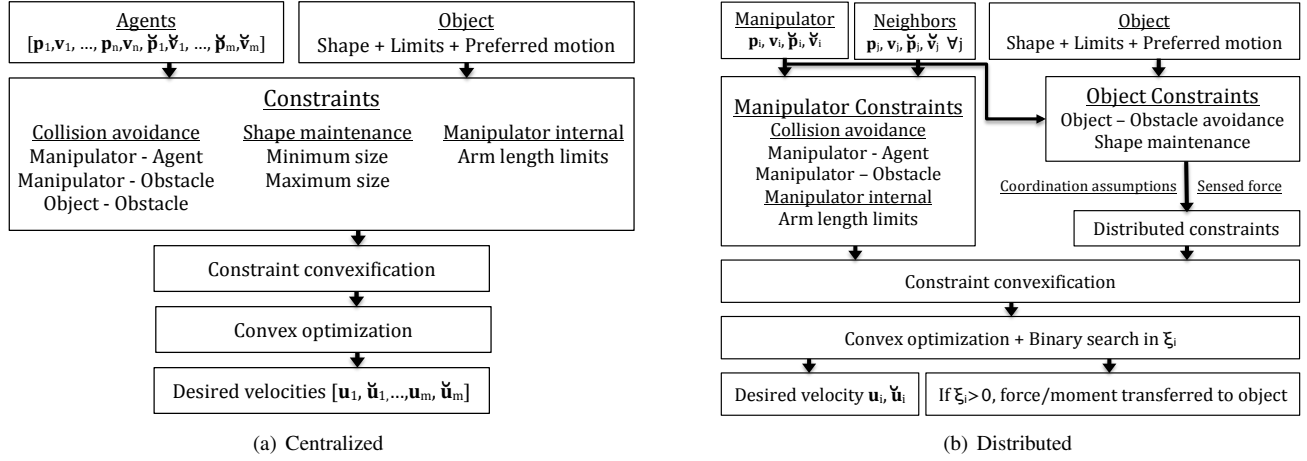 Agents
[p₁,v₁, ..., pₙ,vₙ, p̆₁,v̆₁, ..., p̆ₘ,v̆ₘ]
Object
Shape + Limits + Preferred motion
Constraints
Collision avoidance
Manipulator - Agent
Manipulator - Obstacle
Object - Obstacle
Shape maintenance
Minimum size
Maximum size
Manipulator internal
Arm length limits
Constraint convexification
Convex optimization
Desired velocities [u₁, ŭ₁,...,uₘ, ŭₘ]
(a) Centralized
Manipulator
pᵢ, vᵢ, p̆ᵢ, v̆ᵢ
Neighbors
pⱼ, vⱼ, p̆ⱼ, v̆ⱼ ∀j
Object
Shape + Limits + Preferred motion
Manipulator Constraints
Collision avoidance
Manipulator - Agent
Manipulator – Obstacle
Manipulator internal
Arm length limits
Object Constraints
Object – Obstacle avoidance
Shape maintenance
Coordination assumptions
Sensed force
Distributed constraints
Constraint convexification
Convex optimization + Binary search in ξᵢ
Desired velocity uᵢ, ŭᵢ
If ξᵢ>0, force/moment transferred to object
(b) Distributed